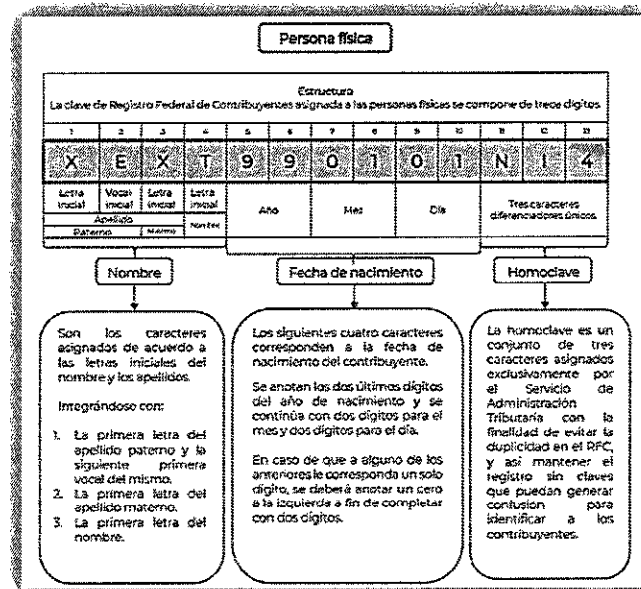 Persona física
Estructura
La clave de Registro Federal de Contribuyentes asignada a las personas físicas se compone de trece dígitos
1 2 3 4 5 6 7 8 9 10 11 12 13
X E X T 9 9 0 1 0 1 N I 4
Letra inicial
Vocal inicial
Letra inicial
Letra inicial
Apellido
Paterno
Materno
Nombre
Año
Mes
Día
Tres caracteres
diferenciadores únicos.
Nombre
Son los caracteres
asignados de acuerdo a
las letras iniciales del
nombre y los apellidos.
Integrándose con:
1. La primera letra del
apellido paterno y la
siguiente primera
vocal del mismo.
2. La primera letra del
apellido materno.
3. La primera letra del
nombre.
Fecha de nacimiento
Los siguientes cuatro caracteres
corresponden a la fecha de
nacimiento del contribuyente.
Se anotan los dos últimos dígitos
del año de nacimiento y se
continúa con dos dígitos para el
mes y dos dígitos para el día.
En caso de que a alguno de los
anteriores le corresponda un solo
dígito, se deberá anotar un cero
a la izquierda a fin de completar
con dos dígitos.
Homoclave
La homoclave es un
conjunto de tres
caracteres asignados
exclusivamente por
el Servicio de
Administración
Tributaria con la
finalidad de evitar la
duplicidad en el RFC,
y así mantener el
registro sin claves
que puedan generar
confusión para
identificar a los
contribuyentes.